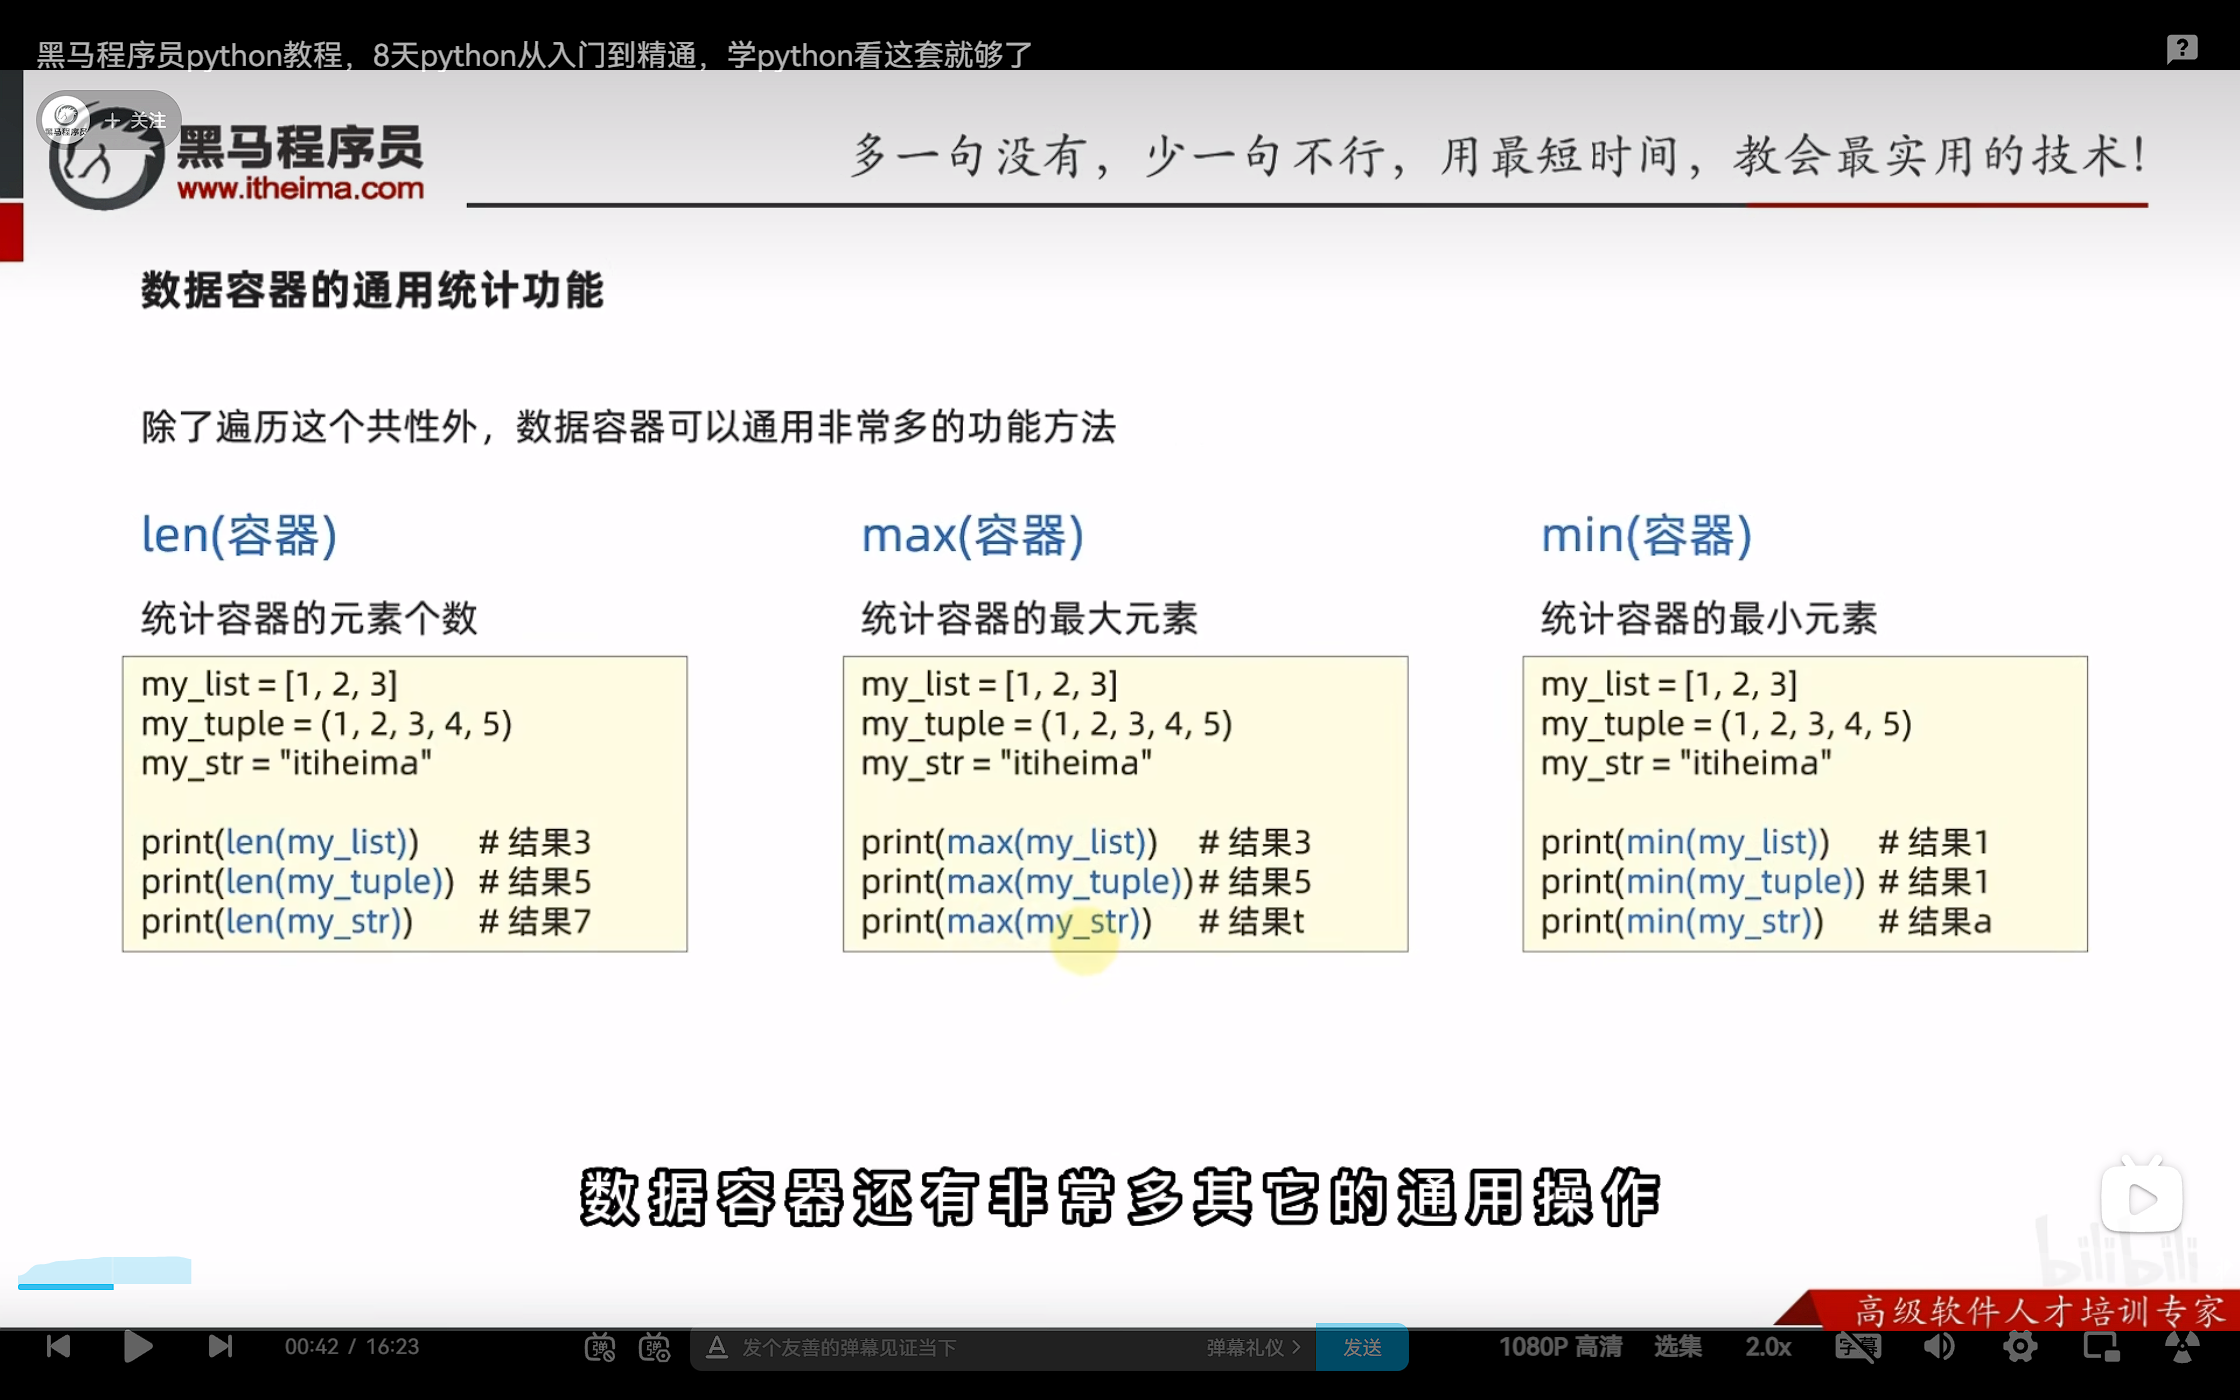 黑马程序员python教程，8天python从入门到精通，学python看这套就够了
+ 关注
黑马程序员
www.itheima.com
多一句没有，少一句不行，用最短时间，教会最实用的技术！
数据容器的通用统计功能
除了遍历这个共性外，数据容器可以通用非常多的功能方法
len(容器)
统计容器的元素个数
my_list = [1, 2, 3]
my_tuple = (1, 2, 3, 4, 5)
my_str = "itiheima"
print(len(my_list)) # 结果3
print(len(my_tuple)) # 结果5
print(len(my_str)) # 结果7
max(容器)
统计容器的最大元素
my_list = [1, 2, 3]
my_tuple = (1, 2, 3, 4, 5)
my_str = "itiheima"
print(max(my_list)) # 结果3
print(max(my_tuple))# 结果5
print(max(my_str)) # 结果t
min(容器)
统计容器的最小元素
my_list = [1, 2, 3]
my_tuple = (1, 2, 3, 4, 5)
my_str = "itiheima"
print(min(my_list)) # 结果1
print(min(my_tuple)) # 结果1
print(min(my_str)) # 结果a
数据容器还有非常多其它的通用操作
bilibili
高级软件人才培训专家
00:42 / 16:23
弹
弹
A 发个友善的弹幕见证当下
弹幕礼仪 >
发送
1080P 高清
选集
2.0x
字幕